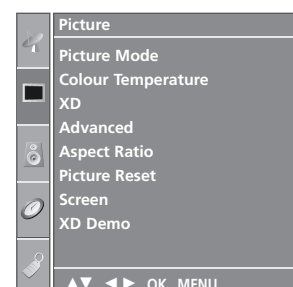 Picture
Picture Mode
Colour Temperature
XD
Advanced
Aspect Ratio
Picture Reset
Screen
XD Demo
▲▼ ◄► OK MENU